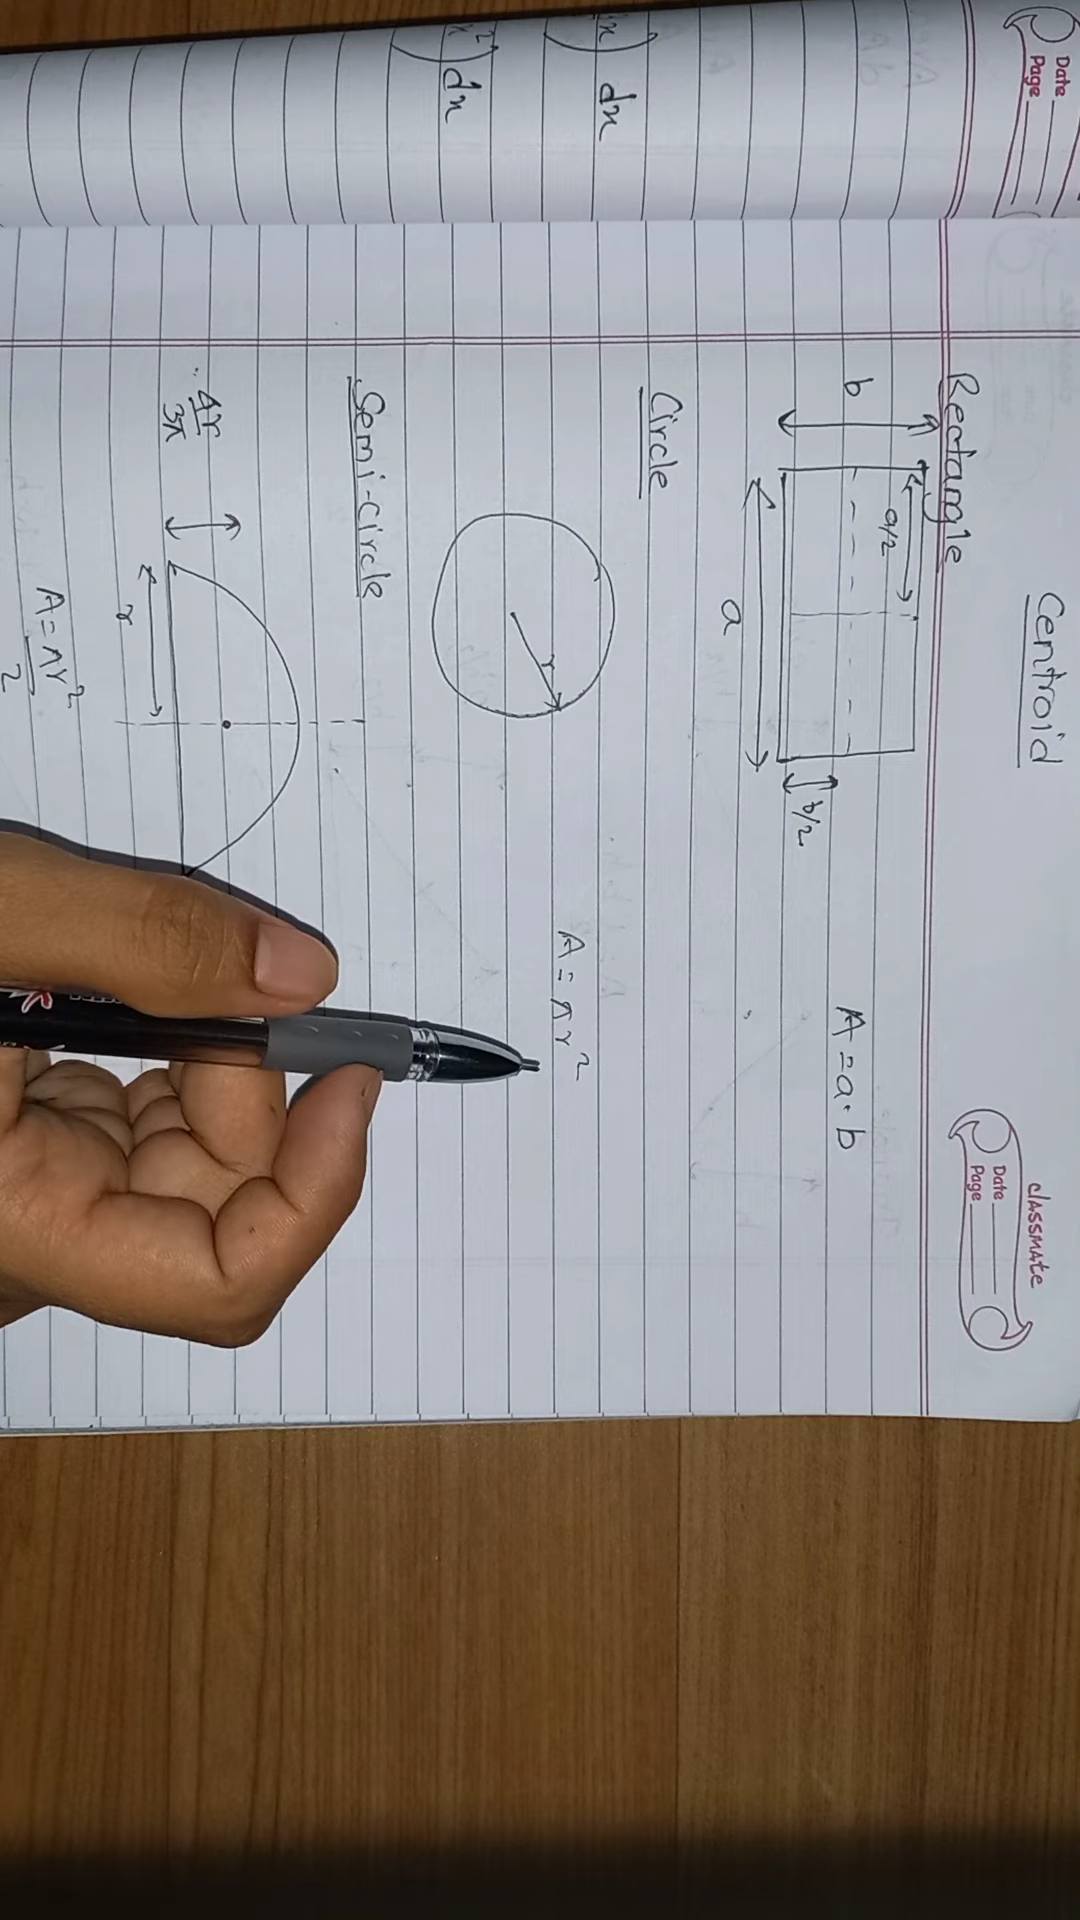 Date
Page
dx
x²) dx
classmate
Date
Page
Centroid
Rectangle
a/2
b
A = a·b
b/2
a
Circle
r
A = πr²
Semi-circle
4r
3π
r
A = πr²
2